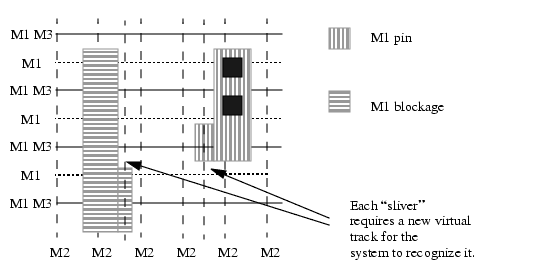 M1 M3
M1 pin
M1
M1 M3
M1 blockage
M1
M1 M3
M1
M1 M3
Each “sliver”
requires a new virtual
track for the
system to recognize it.
M2 M2 M2 M2 M2 M2